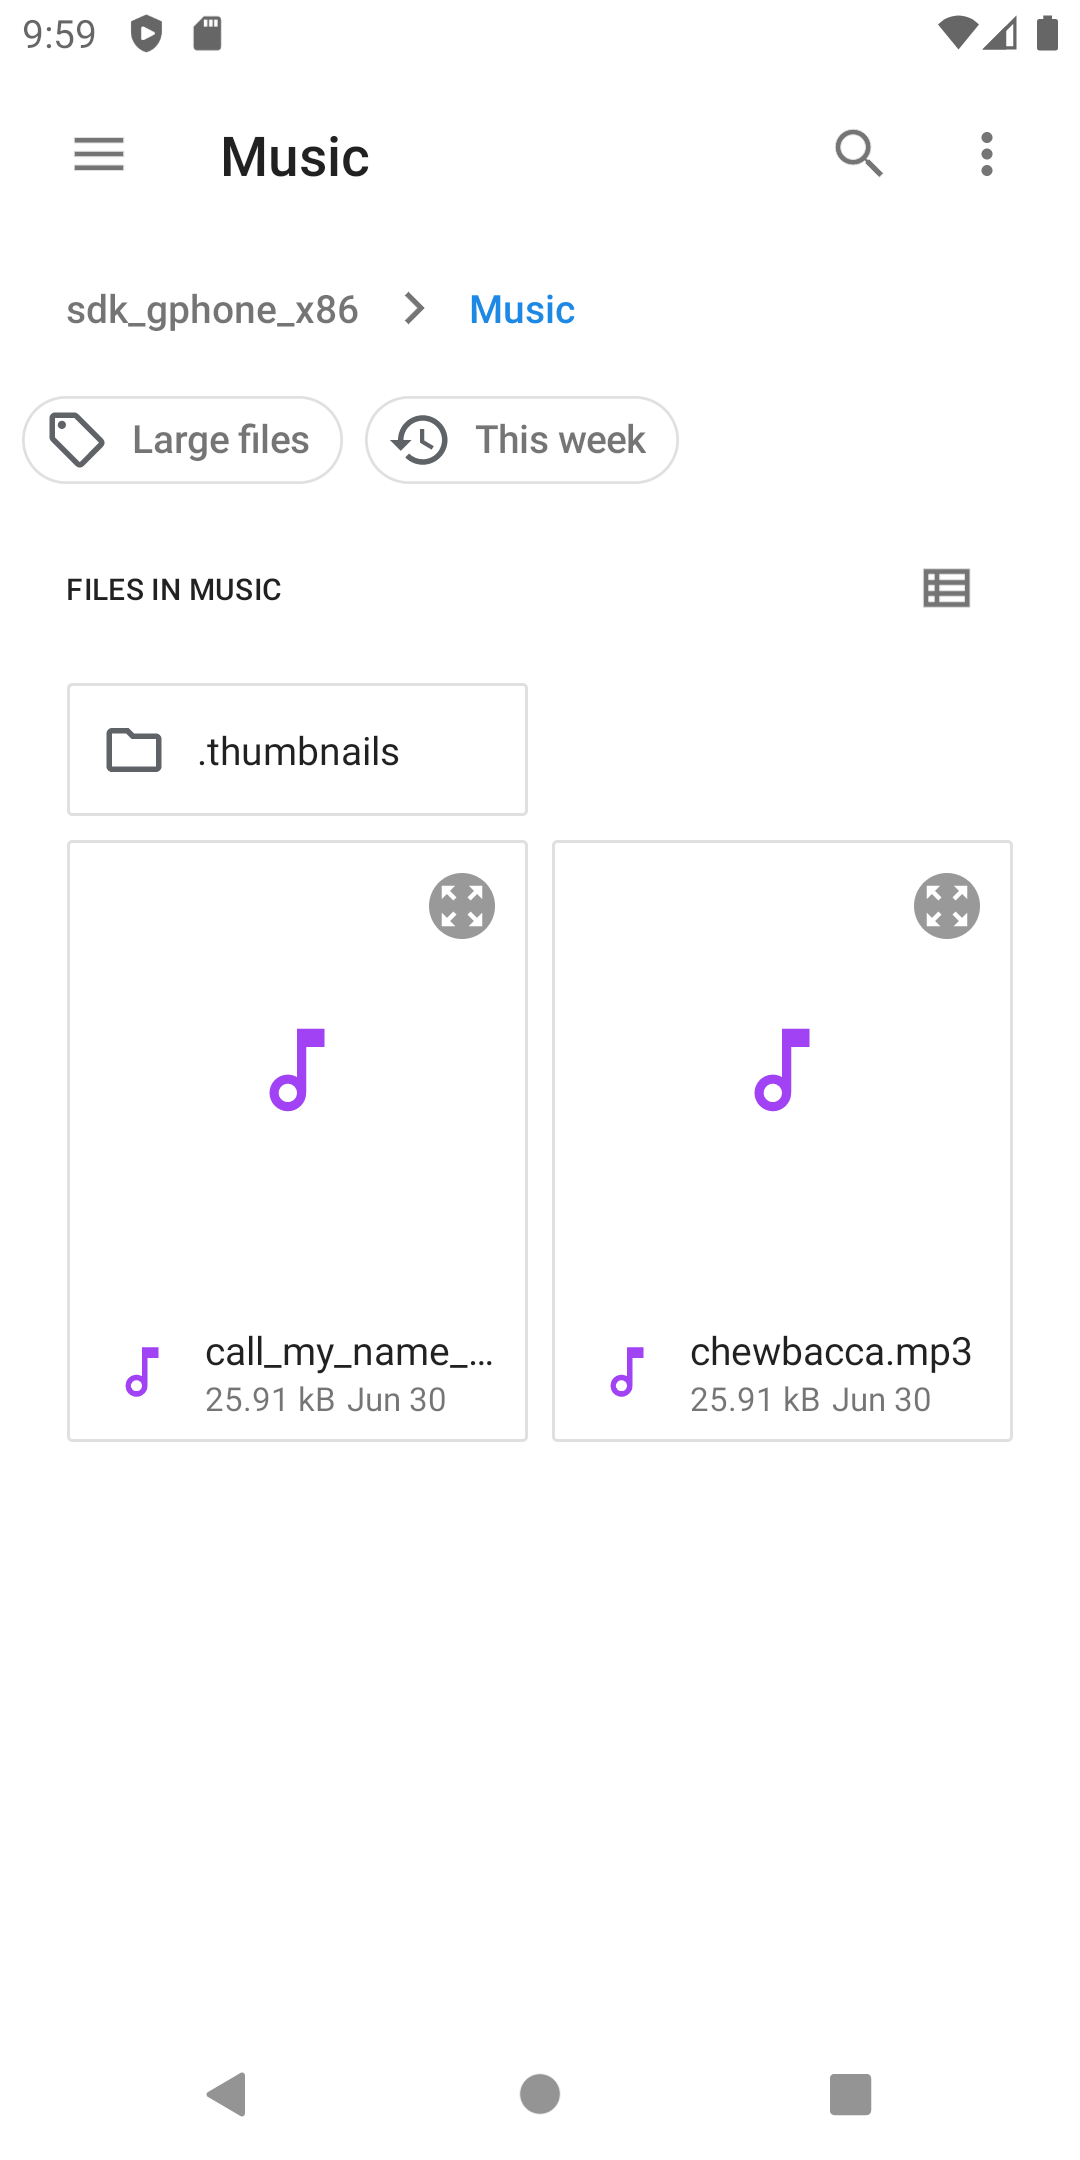 9:59
Music
sdk_gphone_x86 Music
Large files This week
FILES IN MUSIC
.thumbnails
call_my_name_...
25.91 kB Jun 30
chewbacca.mp3
25.91 kB Jun 30